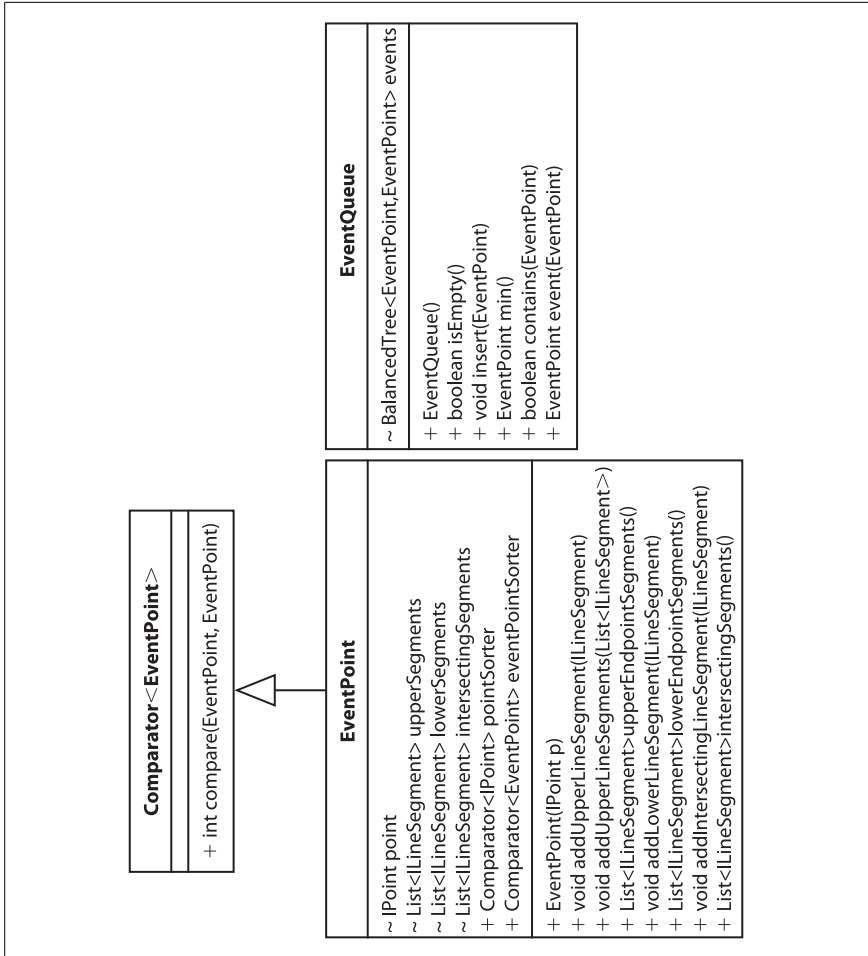 Comparator<EventPoint>
+ int compare(EventPoint, EventPoint)
EventPoint
~ IPoint point
~ List<ILineSegment> upperSegments
~ List<ILineSegment> lowerSegments
~ List<ILineSegment> intersectingSegments
+ Comparator<IPoint> pointSorter
+ Comparator<EventPoint> eventPointSorter
+ EventPoint(IPoint p)
+ void addUpperLineSegment(ILineSegment)
+ void addUpperLineSegments(List<ILineSegment>)
+ List<ILineSegment>upperEndpointSegments()
+ void addLowerLineSegment(ILineSegment)
+ List<ILineSegment>lowerEndpointSegments()
+ void addIntersectingLineSegment(ILineSegment)
+ List<ILineSegment>intersectingSegments()
EventQueue
~ BalancedTree<EventPoint,EventPoint> events
+ EventQueue()
+ boolean isEmpty()
+ void insert(EventPoint)
+ EventPoint min()
+ boolean contains(EventPoint)
+ EventPoint event(EventPoint)